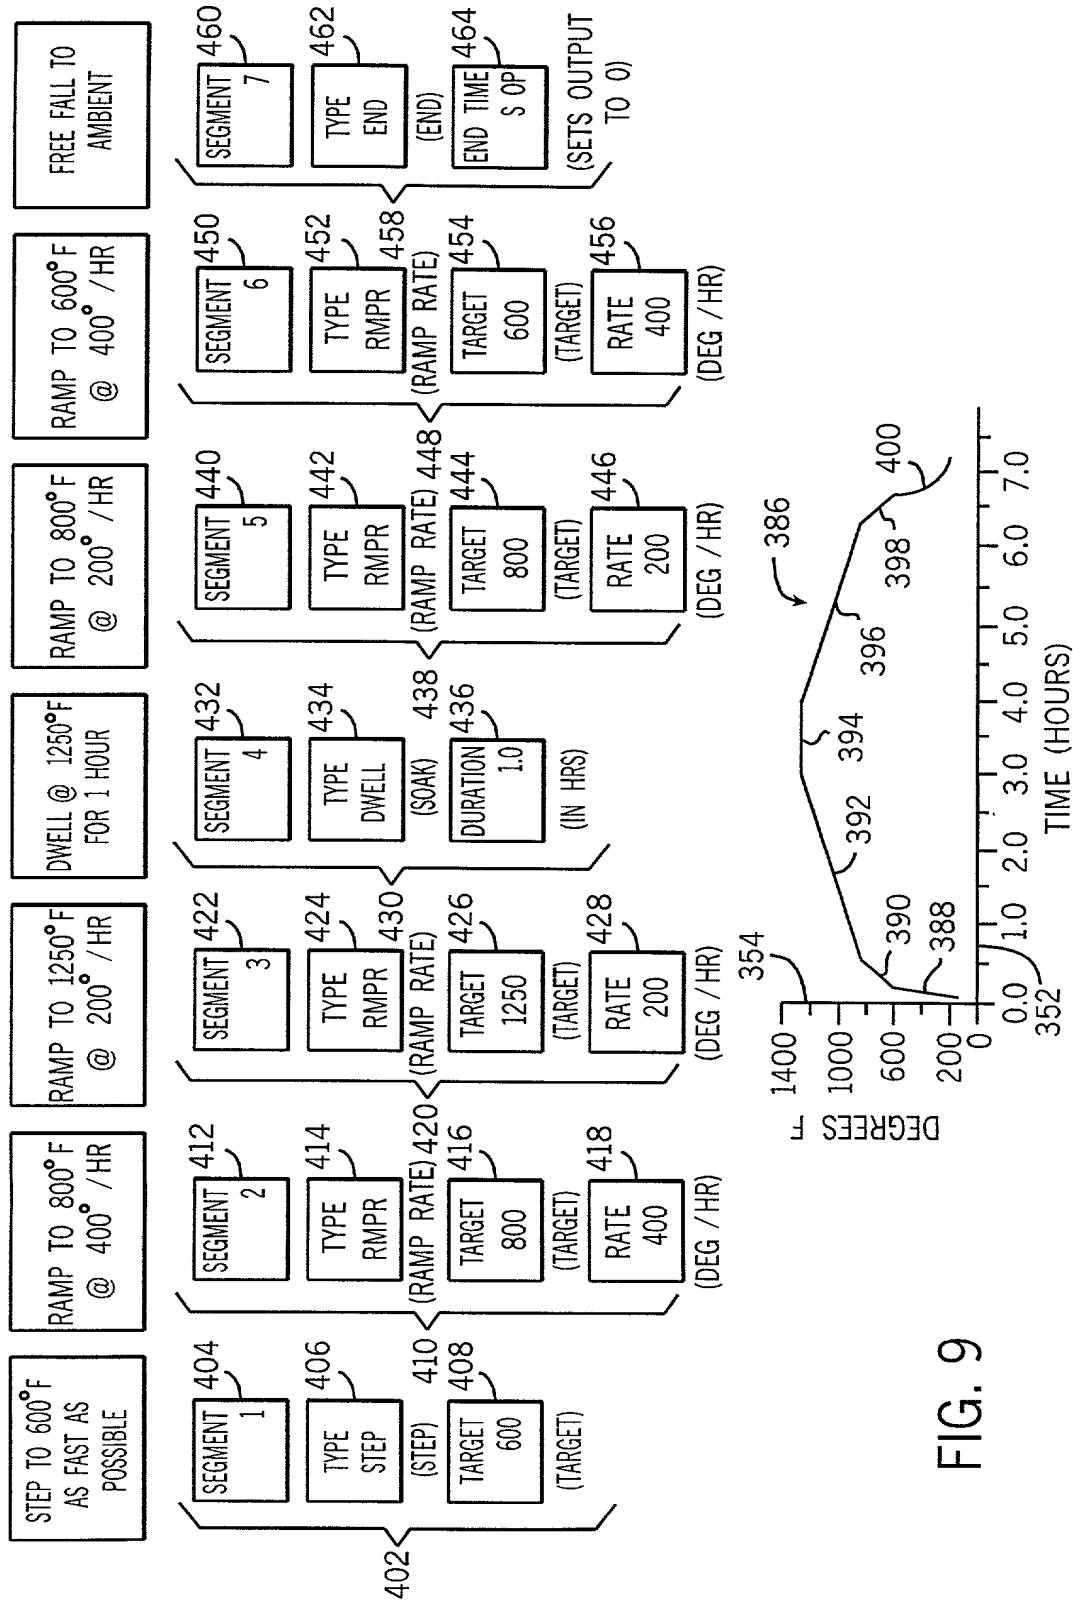 STEP TO 600°F
AS FAST AS
POSSIBLE
RAMP TO 800°F
@ 400° /HR
RAMP TO 1250°F
@ 200° /HR
DWELL @ 1250°F
FOR 1 HOUR
RAMP TO 800°F
@ 200° /HR
RAMP TO 600°F
@ 400° /HR
FREE FALL TO
AMBIENT
402
404
SEGMENT
1
406
TYPE
STEP
(STEP)
408
TARGET
600
(TARGET)
410
412
SEGMENT
2
414
TYPE
RMPR
(RAMP RATE)
416
TARGET
800
(TARGET)
418
RATE
400
(DEG /HR)
420
422
SEGMENT
3
424
TYPE
RMPR
(RAMP RATE)
426
TARGET
1250
(TARGET)
428
RATE
200
(DEG /HR)
430
432
SEGMENT
4
434
TYPE
DWELL
(SOAK)
436
DURATION
1.0
(IN HRS)
438
440
SEGMENT
5
442
TYPE
RMPR
(RAMP RATE)
444
TARGET
800
(TARGET)
446
RATE
200
(DEG /HR)
448
450
SEGMENT
6
452
TYPE
RMPR
(RAMP RATE)
454
TARGET
600
(TARGET)
456
RATE
400
(DEG /HR)
458
460
SEGMENT
7
462
TYPE
END
(END)
464
END TIME
S OP
(SETS OUTPUT
TO 0)
386
354
1400
1000
600
200
0
DEGREES F
388
390
392
394
396
398
400
0.0 1.0 2.0 3.0 4.0 5.0 6.0 7.0
352
TIME (HOURS)
FIG. 9